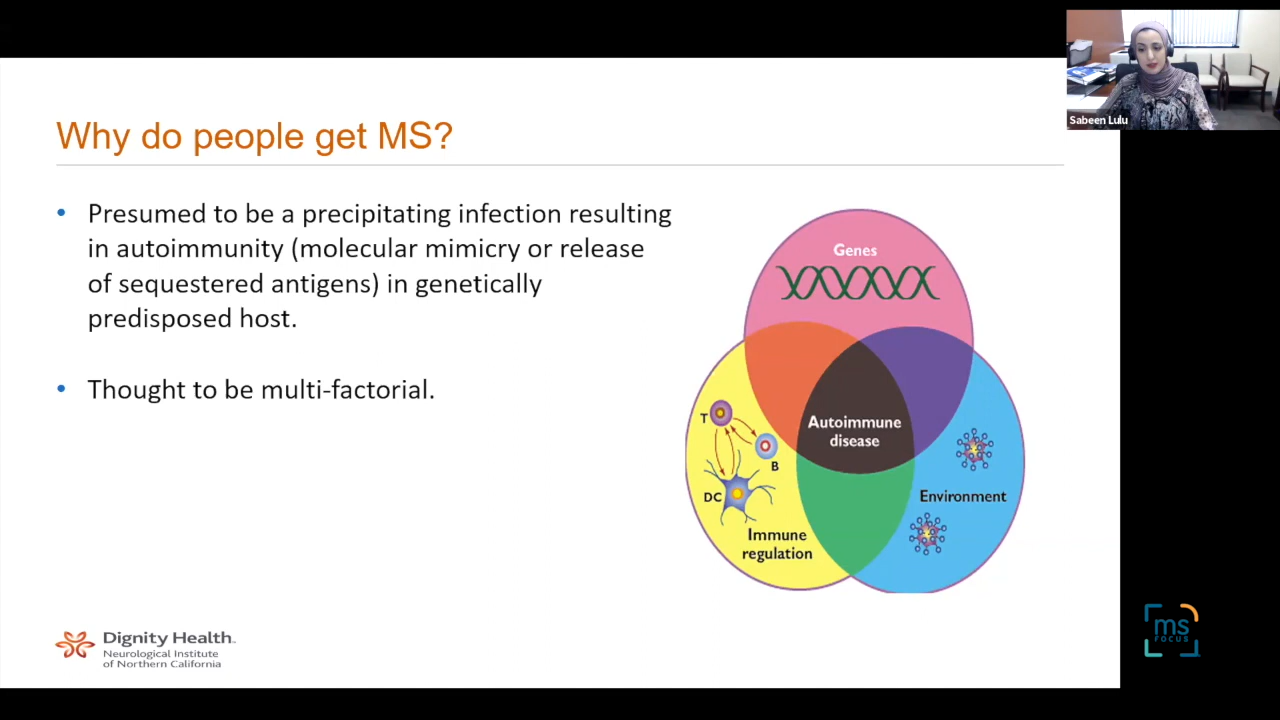 Sabeen Lulu
Why do people get MS?
• Presumed to be a precipitating infection resulting
in autoimmunity (molecular mimicry or release
of sequestered antigens) in genetically
predisposed host.
• Thought to be multi-factorial.
Genes
T
B
DC
Autoimmune
disease
Environment
Immune
regulation
Dignity Health™
Neurological Institute
of Northern California
ms
FOCUS